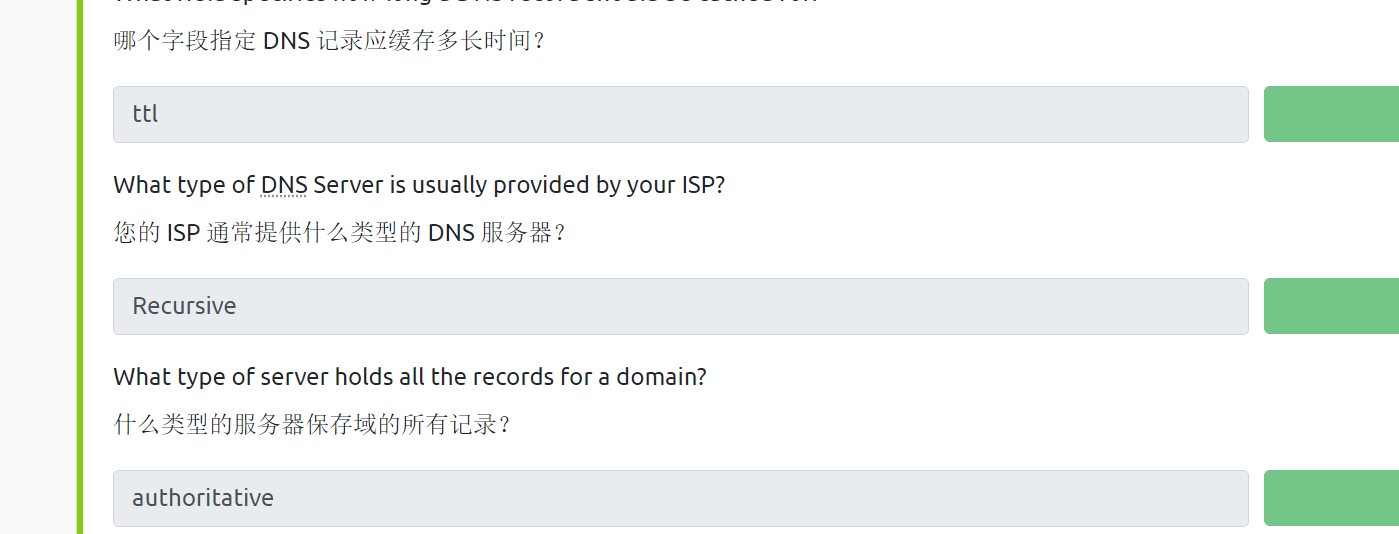 哪个字段指定 DNS 记录应缓存多长时间？
ttl
What type of DNS Server is usually provided by your ISP?
您的 ISP 通常提供什么类型的 DNS 服务器？
Recursive
What type of server holds all the records for a domain?
什么类型的服务器保存域的所有记录？
authoritative